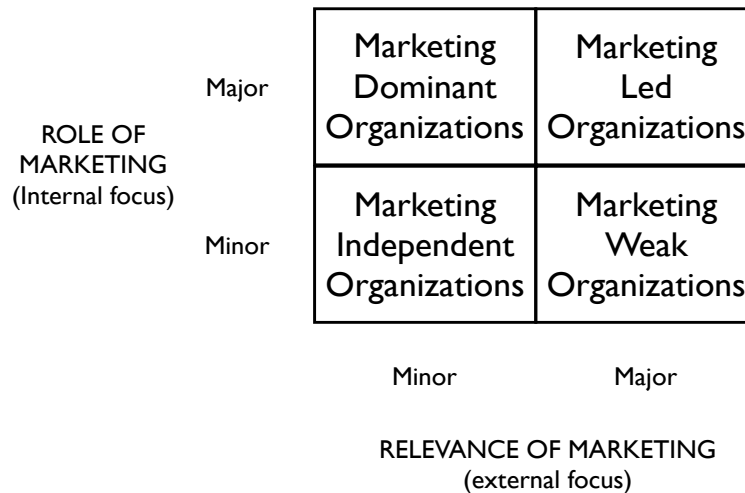 Marketing
Dominant
Organizations
Marketing
Led
Organizations
Major
ROLE OF
MARKETING
(Internal focus)
Marketing
Independent
Organizations
Marketing
Weak
Organizations
Minor
Minor
Major
RELEVANCE OF MARKETING
(external focus)